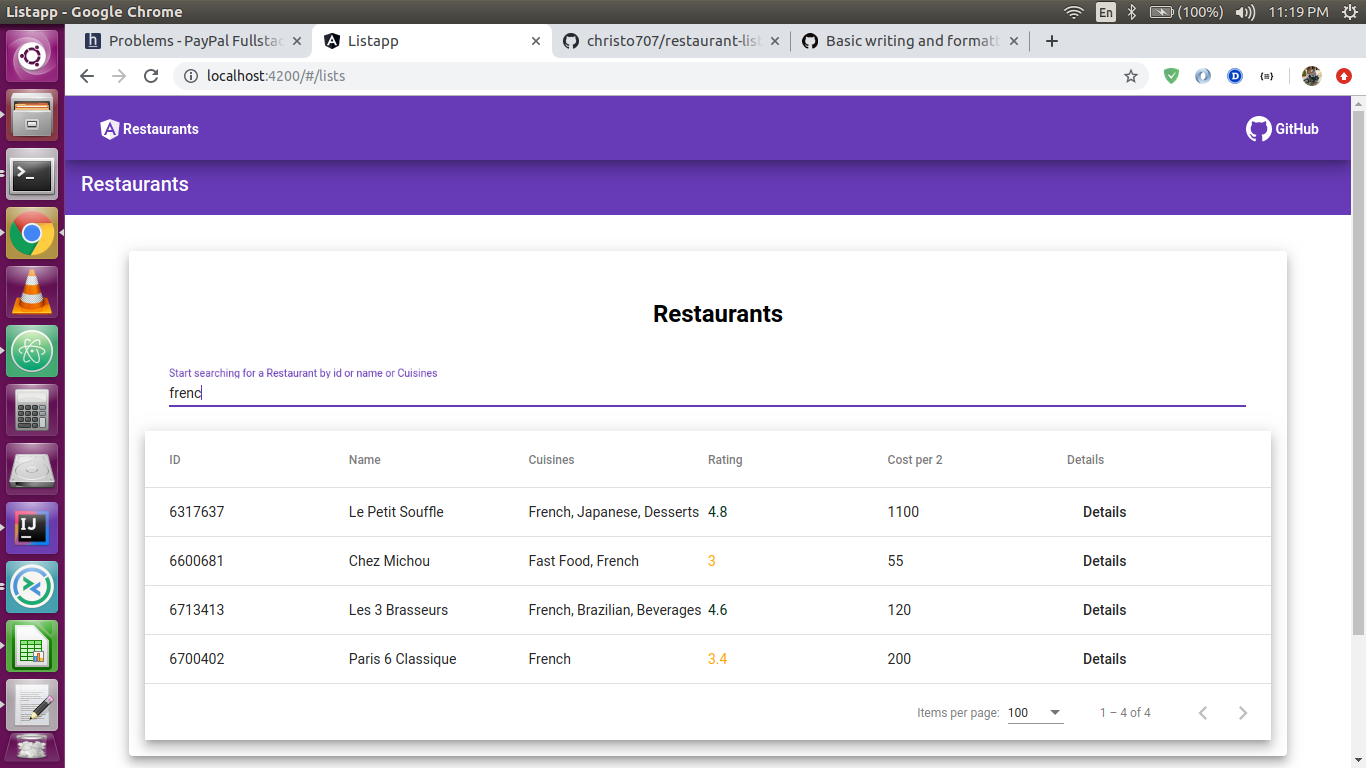 Listapp - Google Chrome
En
(100%)
11:19 PM
h
Problems - PayPal Fullstac
Listapp
christo707/restaurant-list
Basic writing and formatt
localhost:4200/#/lists
Restaurants
GitHub
Restaurants
Restaurants
Start searching for a Restaurant by id or name or Cuisines
frenc
ID Name Cuisines Rating Cost per 2 Details
6317637 Le Petit Souffle French, Japanese, Desserts 4.8 1100 Details
6600681 Chez Michou Fast Food, French 3 55 Details
6713413 Les 3 Brasseurs French, Brazilian, Beverages 4.6 120 Details
6700402 Paris 6 Classique French 3.4 200 Details
Items per page: 100 1 – 4 of 4
IJ